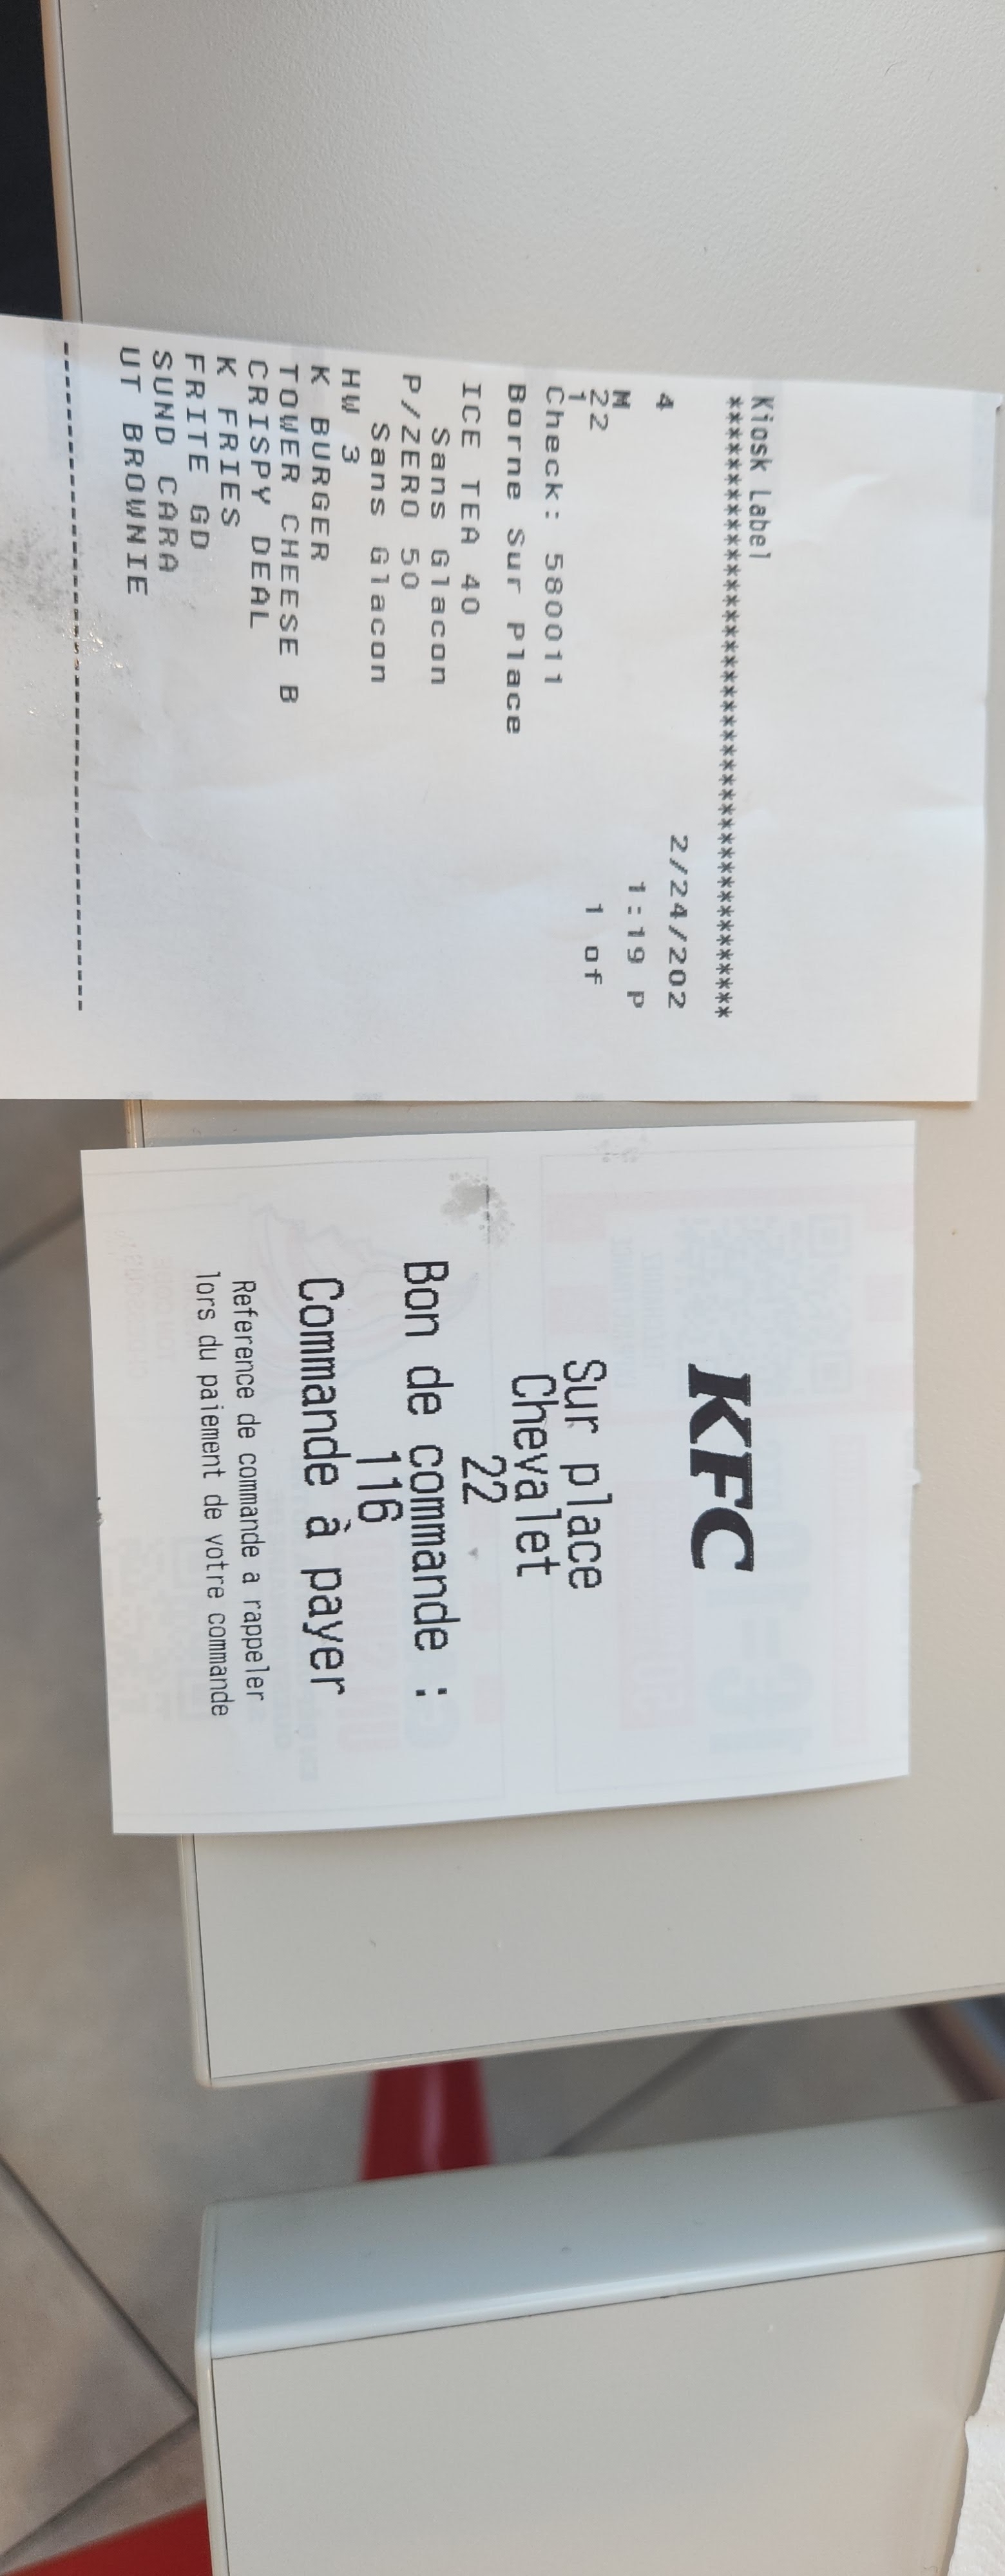 Kiosk Label
******************************************
2/24/202
4
1:19 P
M
22 1 of
1
Check: 580011
Borne Sur Place
ICE TEA 40
Sans Glacon
P/ZERO 50
Sans Glacon
HW 3
K BURGER
TOWER CHEESE B
CRISPY DEAL
K FRIES
FRITE GD
SUND CARA
UT BROWNIE
------------------------------------------
KFC
Sur place
Chevalet
22
Bon de commande :
116
Commande à payer
Reference de commande a rappeler
lors du paiement de votre commande